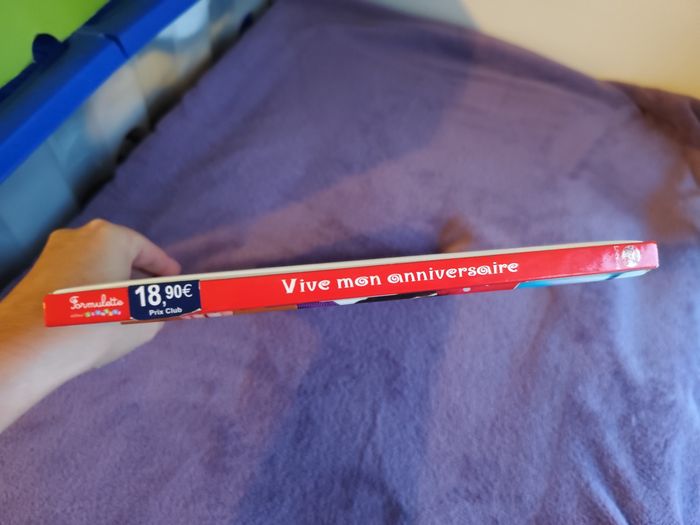 Formulette
18,90€
Prix Club
Vive mon anniversaire